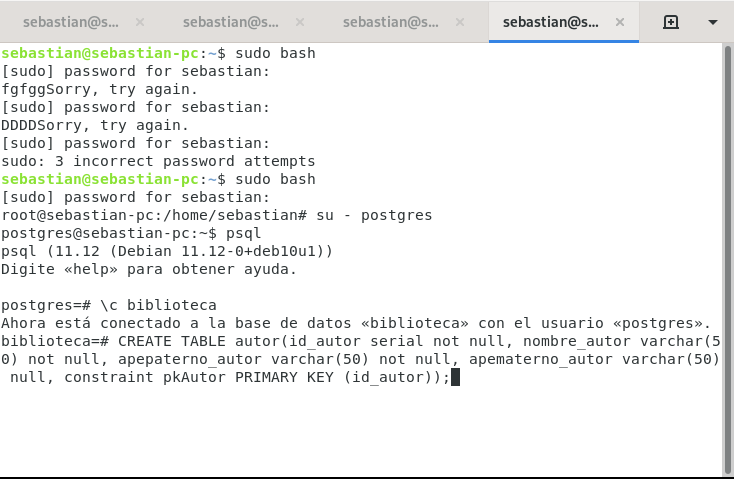 sebastian@s...
sebastian@s...
sebastian@s...
sebastian@s...
sebastian@sebastian-pc:~$ sudo bash
[sudo] password for sebastian:
fgfggSorry, try again.
[sudo] password for sebastian:
DDDDSorry, try again.
[sudo] password for sebastian:
sudo: 3 incorrect password attempts
sebastian@sebastian-pc:~$ sudo bash
[sudo] password for sebastian:
root@sebastian-pc:/home/sebastian# su - postgres
postgres@sebastian-pc:~$ psql
psql (11.12 (Debian 11.12-0+deb10u1))
Digite «help» para obtener ayuda.
postgres=# \c biblioteca
Ahora está conectado a la base de datos «biblioteca» con el usuario «postgres».
biblioteca=# CREATE TABLE autor(id_autor serial not null, nombre_autor varchar(5
0) not null, apepaterno_autor varchar(50) not null, apematerno_autor varchar(50)
null, constraint pkAutor PRIMARY KEY (id_autor));